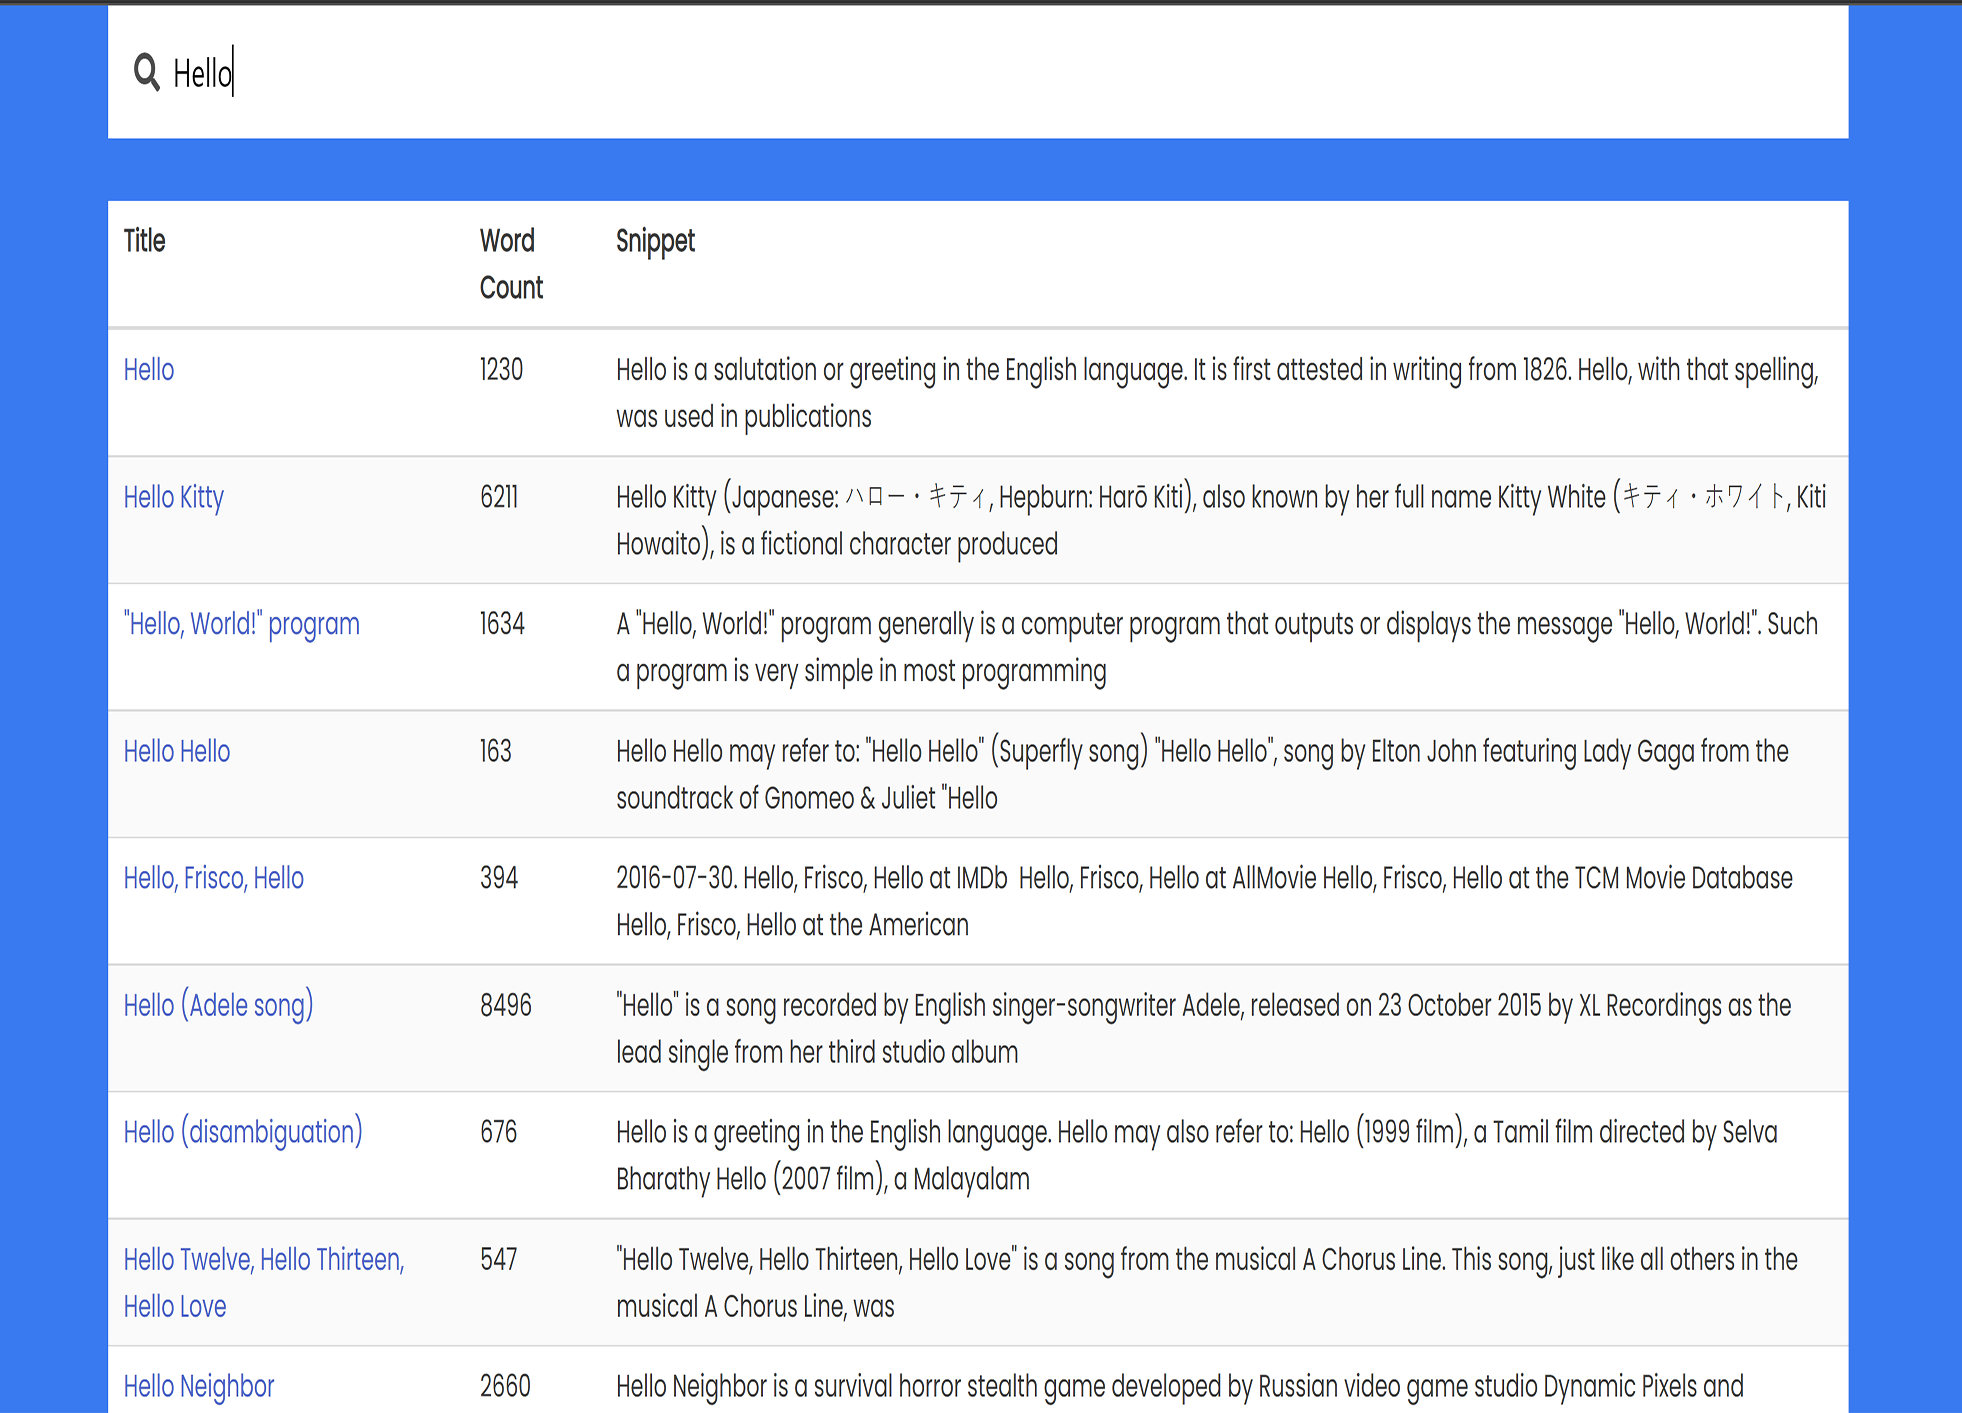 Hello
Title Word Snippet
Count
Hello 1230 Hello is a salutation or greeting in the English language. It is first attested in writing from 1826. Hello, with that spelling,
was used in publications
Hello Kitty 6211 Hello Kitty (Japanese: ハロー・キティ, Hepburn: Harō Kiti), also known by her full name Kitty White (キティ・ホワイト, Kiti
Howaito), is a fictional character produced
"Hello, World!" program 1634 A "Hello, World!" program generally is a computer program that outputs or displays the message "Hello, World!". Such
a program is very simple in most programming
Hello Hello 163 Hello Hello may refer to: "Hello Hello" (Superfly song) "Hello Hello", song by Elton John featuring Lady Gaga from the
soundtrack of Gnomeo & Juliet "Hello
Hello, Frisco, Hello 394 2016-07-30. Hello, Frisco, Hello at IMDb  Hello, Frisco, Hello at AllMovie Hello, Frisco, Hello at the TCM Movie Database
Hello, Frisco, Hello at the American
Hello (Adele song) 8496 "Hello" is a song recorded by English singer-songwriter Adele, released on 23 October 2015 by XL Recordings as the
lead single from her third studio album
Hello (disambiguation) 676 Hello is a greeting in the English language. Hello may also refer to: Hello (1999 film), a Tamil film directed by Selva
Bharathy Hello (2007 film), a Malayalam
Hello Twelve, Hello Thirteen, 547 "Hello Twelve, Hello Thirteen, Hello Love" is a song from the musical A Chorus Line. This song, just like all others in the
Hello Love musical A Chorus Line, was
Hello Neighbor 2660 Hello Neighbor is a survival horror stealth game developed by Russian video game studio Dynamic Pixels and